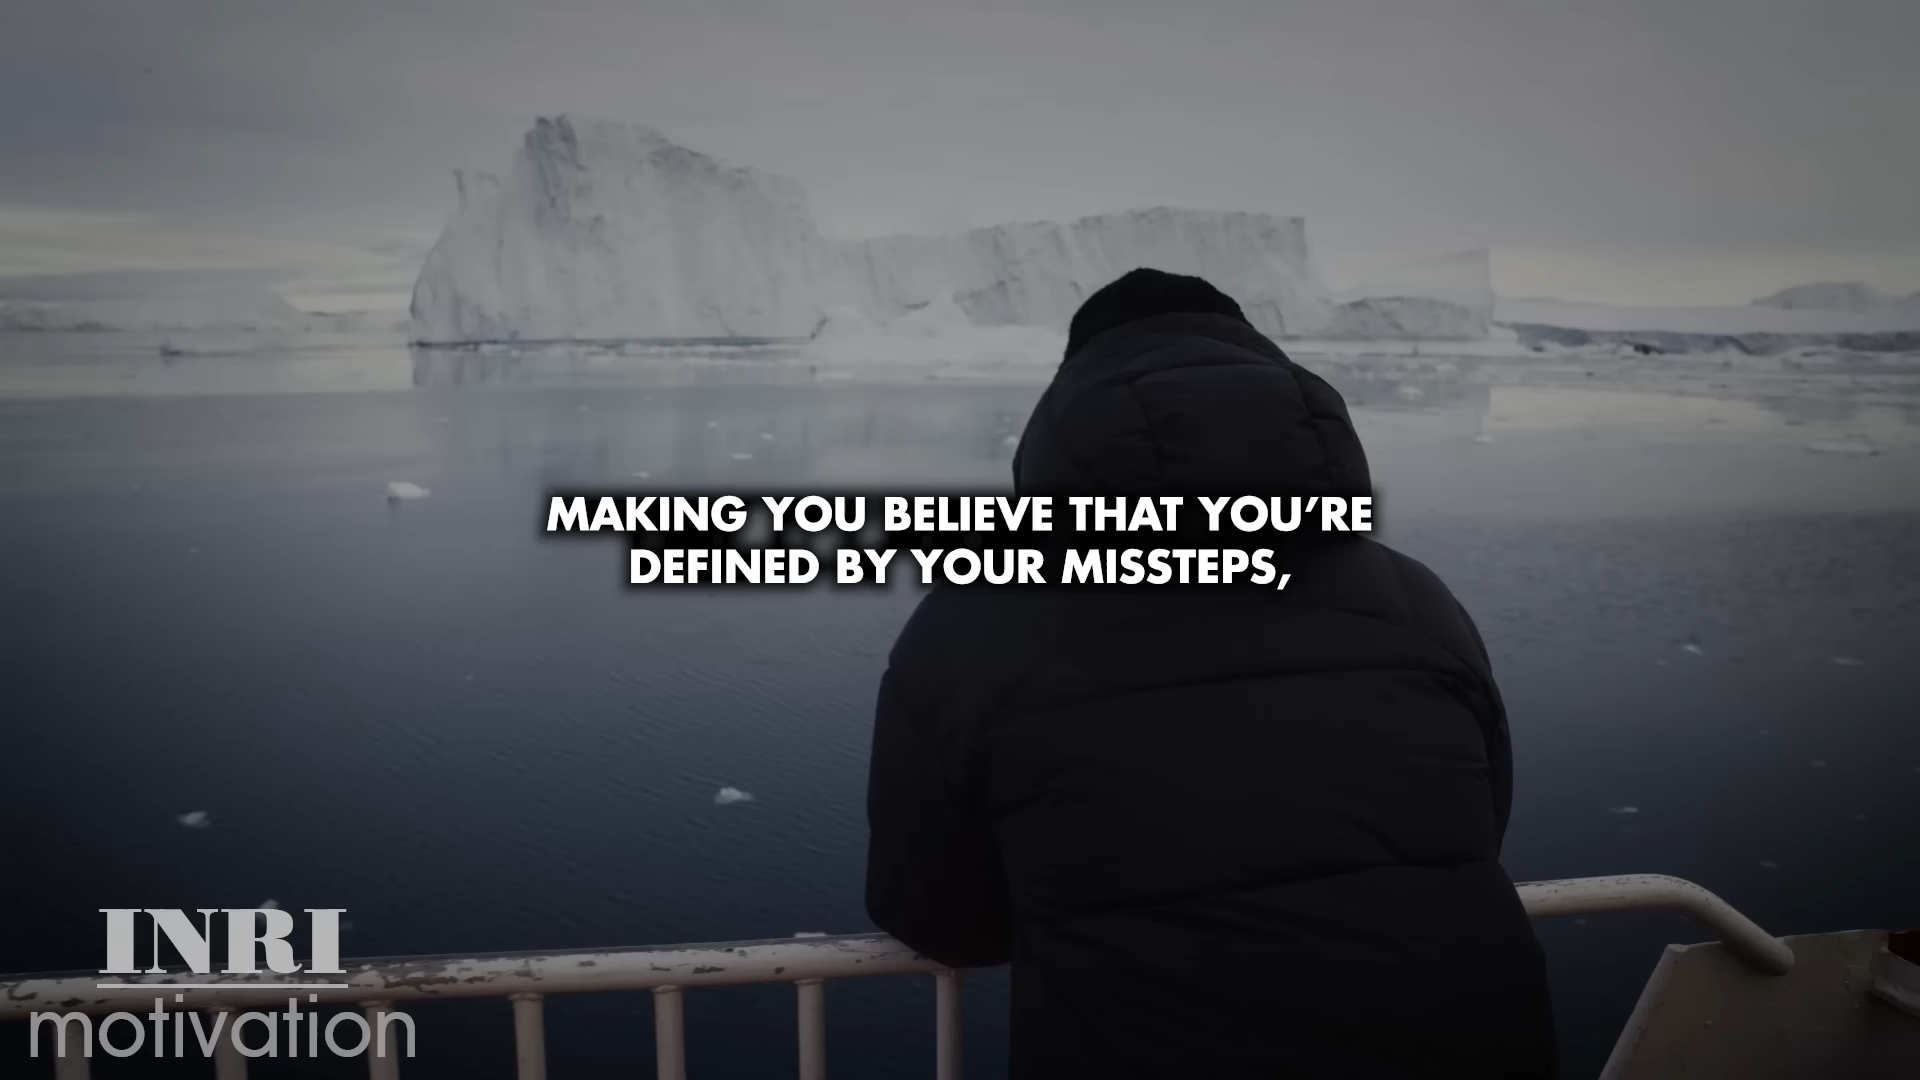 MAKING YOU BELIEVE THAT YOU’RE
DEFINED BY YOUR MISSTEPS,
INRI
motivation